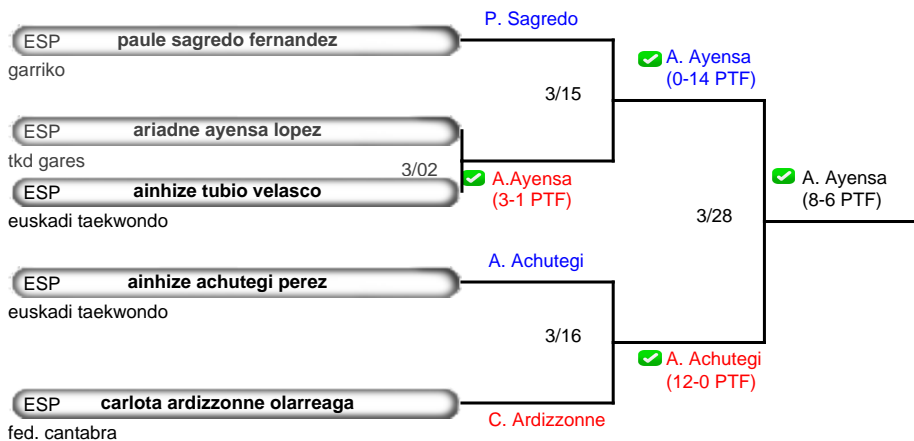 P. Sagredo
ESP paule sagredo fernandez
garriko
A. Ayensa
(0-14 PTF)
3/15
ESP ariadne ayensa lopez
tkd gares
3/02
A.Ayensa
(3-1 PTF)
ESP ainhize tubio velasco
euskadi taekwondo
A. Ayensa
(8-6 PTF)
3/28
A. Achutegi
ESP ainhize achutegi perez
euskadi taekwondo
3/16
A. Achutegi
(12-0 PTF)
ESP carlota ardizzonne olarreaga
fed. cantabra
C. Ardizzonne